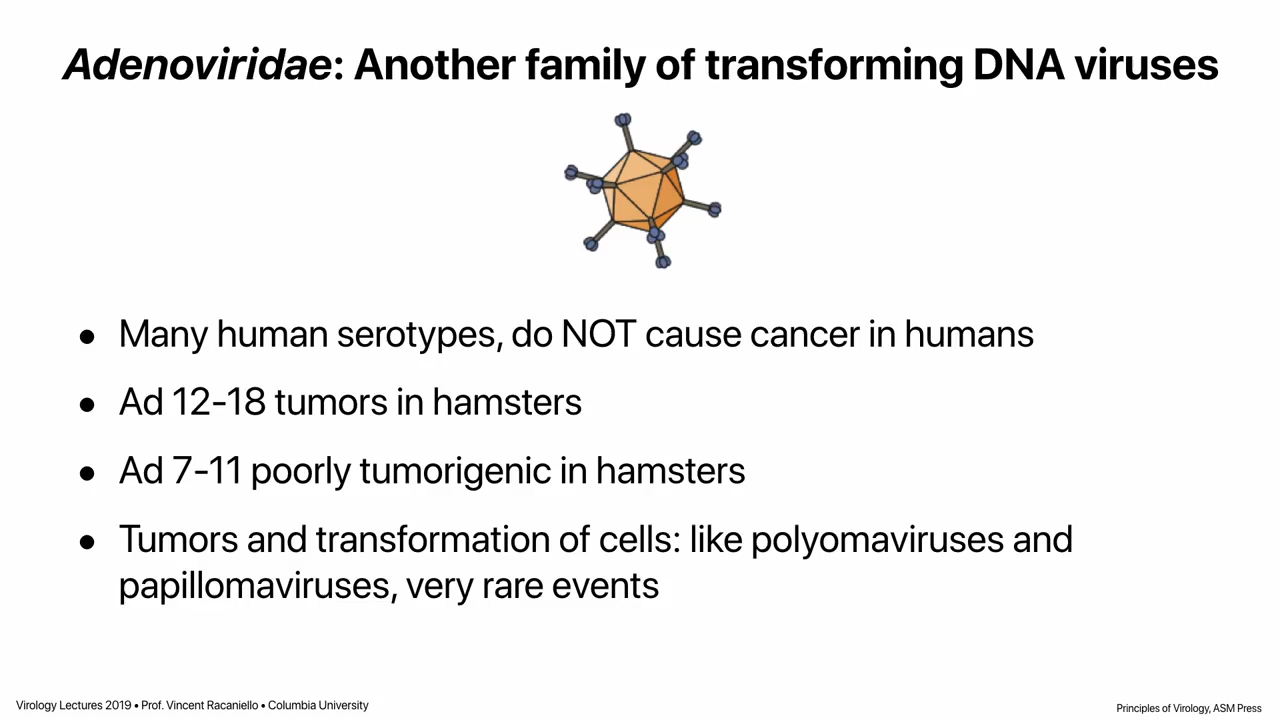 Adenoviridae: Another family of transforming DNA viruses
● Many human serotypes, do NOT cause cancer in humans
● Ad 12-18 tumors in hamsters
● Ad 7-11 poorly tumorigenic in hamsters
● Tumors and transformation of cells: like polyomaviruses and
papillomaviruses, very rare events
Virology Lectures 2019 • Prof. Vincent Racaniello • Columbia University
Principles of Virology, ASM Press